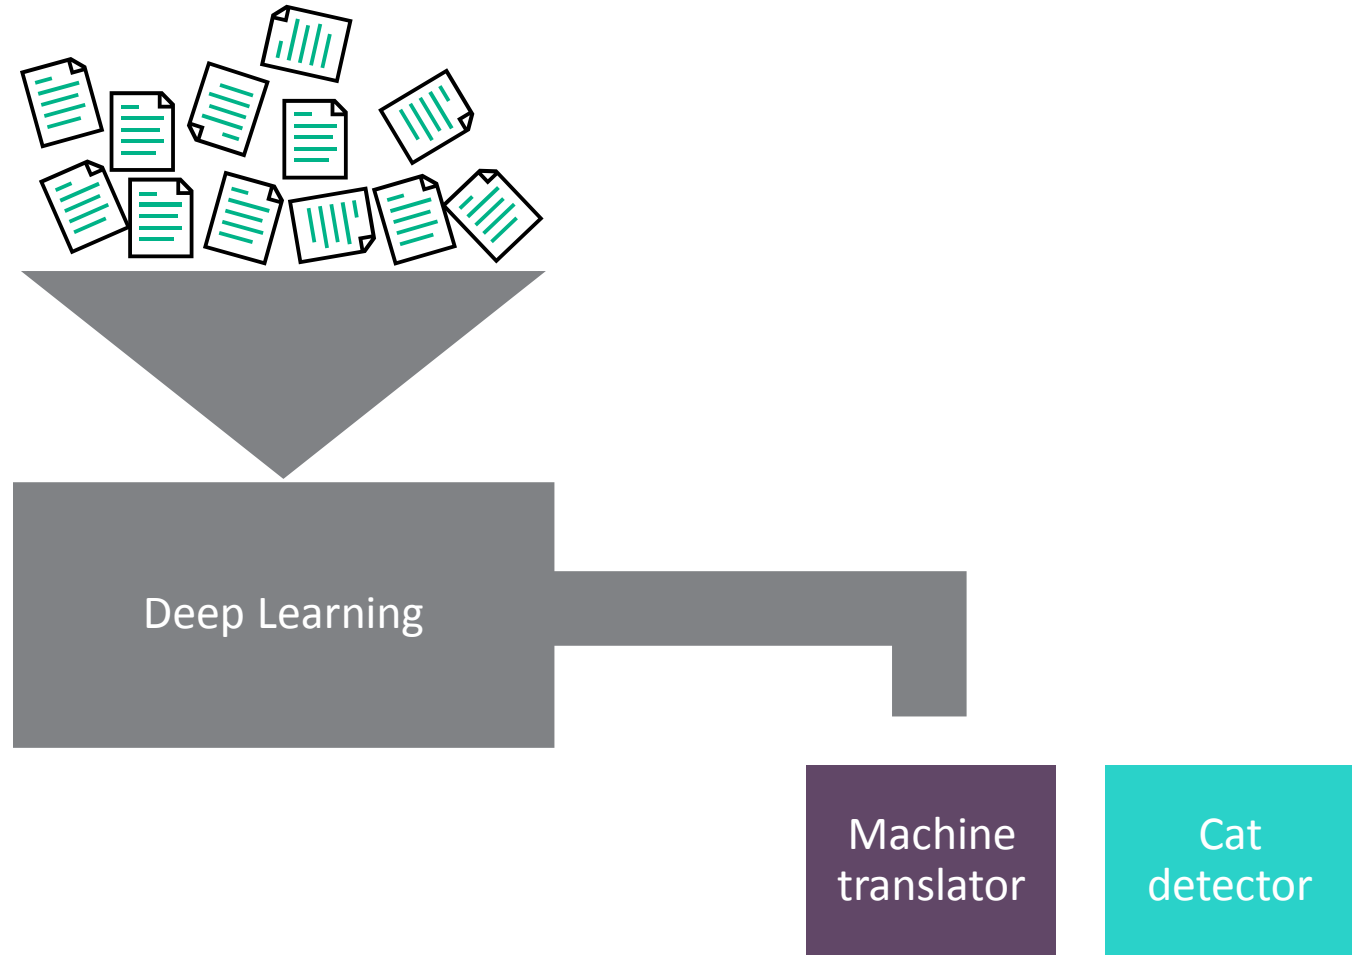 Deep Learning
Machine
translator
Cat
detector